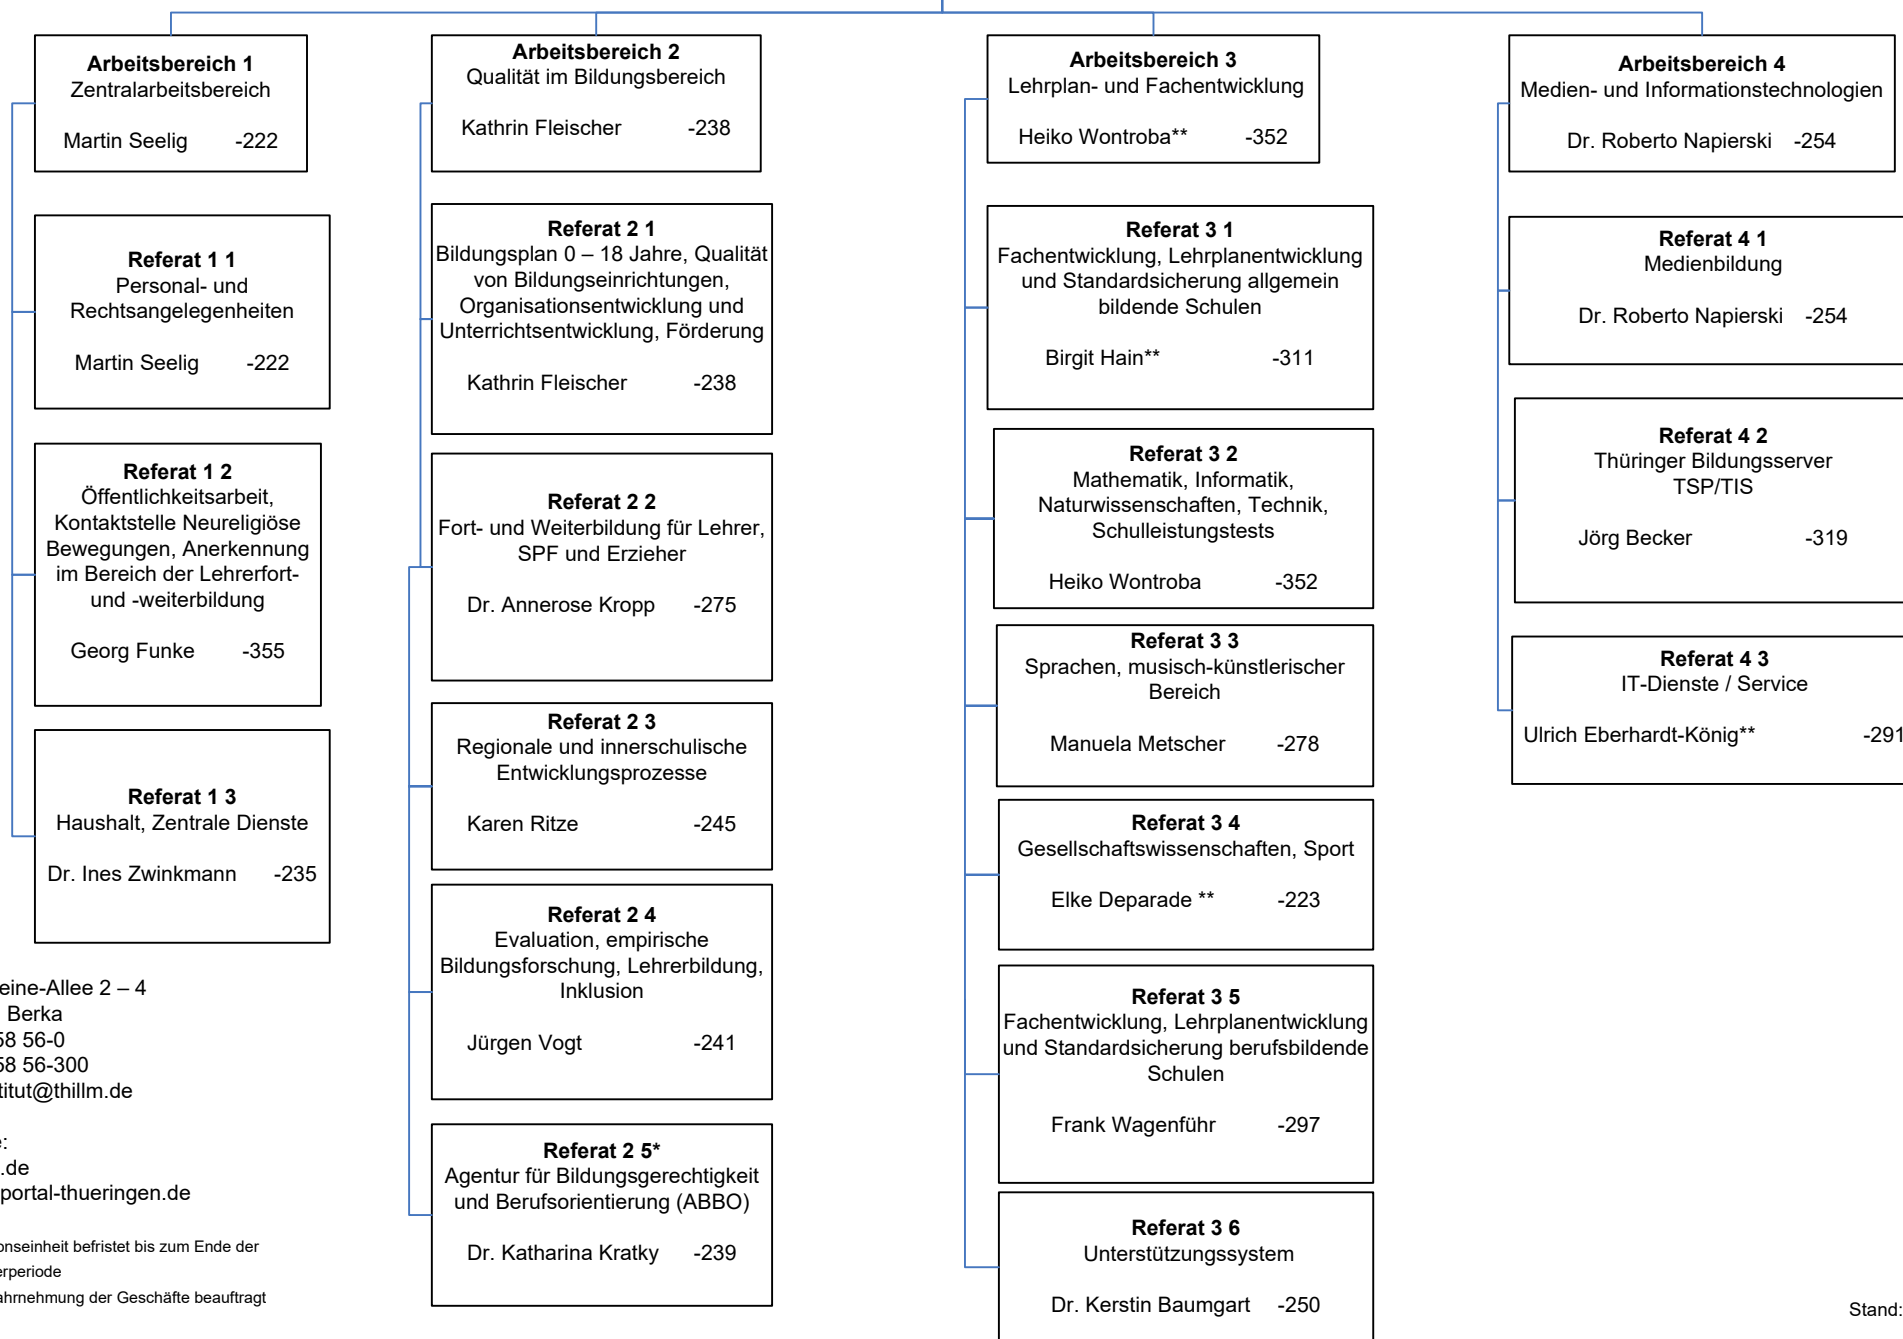 Arbeitsbereich 1
Zentralarbeitsbereich
Martin Seelig -222
Referat 1 1
Personal- und
Rechtsangelegenheiten
Martin Seelig -222
Referat 1 2
Öffentlichkeitsarbeit,
Kontaktstelle Neureligiöse
Bewegungen, Anerkennung
im Bereich der Lehrerfort-
und -weiterbildung
Georg Funke -355
Referat 1 3
Haushalt, Zentrale Dienste
Dr. Ines Zwinkmann -235
Arbeitsbereich 2
Qualität im Bildungsbereich
Kathrin Fleischer -238
Referat 2 1
Bildungsplan 0 – 18 Jahre, Qualität
von Bildungseinrichtungen,
Organisationsentwicklung und
Unterrichtsentwicklung, Förderung
Kathrin Fleischer -238
Referat 2 2
Fort- und Weiterbildung für Lehrer,
SPF und Erzieher
Dr. Annerose Kropp -275
Referat 2 3
Regionale und innerschulische
Entwicklungsprozesse
Karen Ritze -245
Referat 2 4
Evaluation, empirische
Bildungsforschung, Lehrerbildung,
Inklusion
Jürgen Vogt -241
Referat 2 5*
Agentur für Bildungsgerechtigkeit
und Berufsorientierung (ABBO)
Dr. Katharina Kratky -239
Arbeitsbereich 3
Lehrplan- und Fachentwicklung
Heiko Wontroba** -352
Referat 3 1
Fachentwicklung, Lehrplanentwicklung
und Standardsicherung allgemein
bildende Schulen
Birgit Hain** -311
Referat 3 2
Mathematik, Informatik,
Naturwissenschaften, Technik,
Schulleistungstests
Heiko Wontroba -352
Referat 3 3
Sprachen, musisch-künstlerischer
Bereich
Manuela Metscher -278
Referat 3 4
Gesellschaftswissenschaften, Sport
Elke Deparade ** -223
Referat 3 5
Fachentwicklung, Lehrplanentwicklung
und Standardsicherung berufsbildende
Schulen
Frank Wagenführ -297
Referat 3 6
Unterstützungssystem
Dr. Kerstin Baumgart -250
Arbeitsbereich 4
Medien- und Informationstechnologien
Dr. Roberto Napierski -254
Referat 4 1
Medienbildung
Dr. Roberto Napierski -254
Referat 4 2
Thüringer Bildungsserver
TSP/TIS
Jörg Becker -319
Referat 4 3
IT-Dienste / Service
Ulrich Eberhardt-König** -291
eine-Allee 2 – 4
Berka
58 56-0
58 56-300
titut@thillm.de
e:
.de
portal-thueringen.de
onseinheit befristet bis zum Ende der
erperiode
ahrnehmung der Geschäfte beauftragt
Stand: